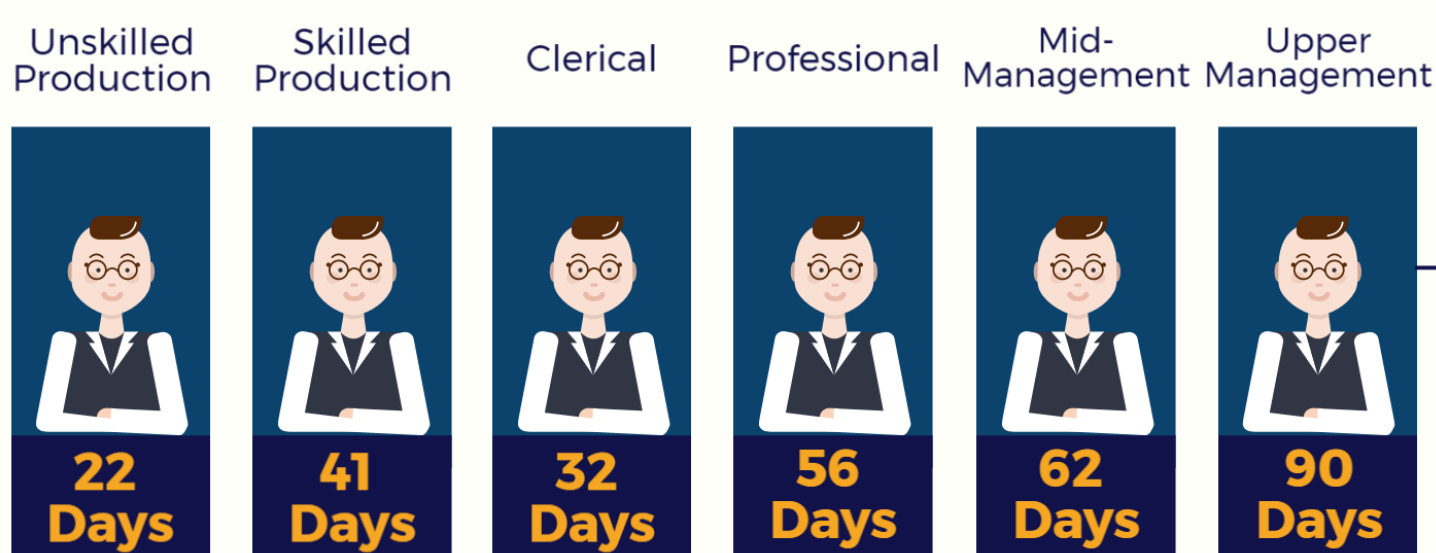 Unskilled
Production
Skilled
Production
Clerical
Professional
Mid-
Management
Upper
Management
22
Days
41
Days
32
Days
56
Days
62
Days
90
Days